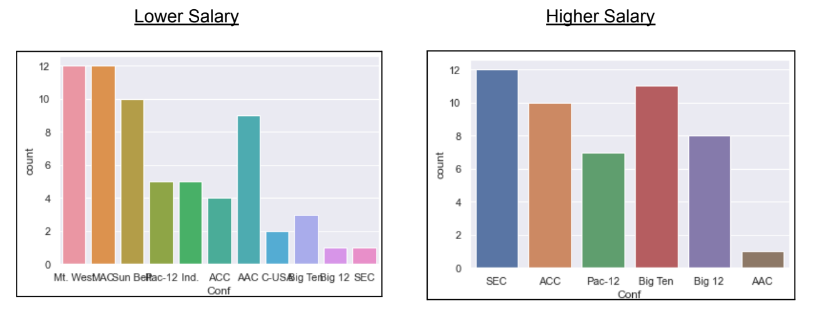 Lower Salary
Higher Salary
12
10
8
6
4
2
0
count
Mt. West MAC Sun Belt Pac-12 Ind. ACC AAC C-USA Big Ten Big 12 SEC
Conf
12
10
8
6
4
2
0
count
SEC ACC Pac-12 Big Ten Big 12 AAC
Conf